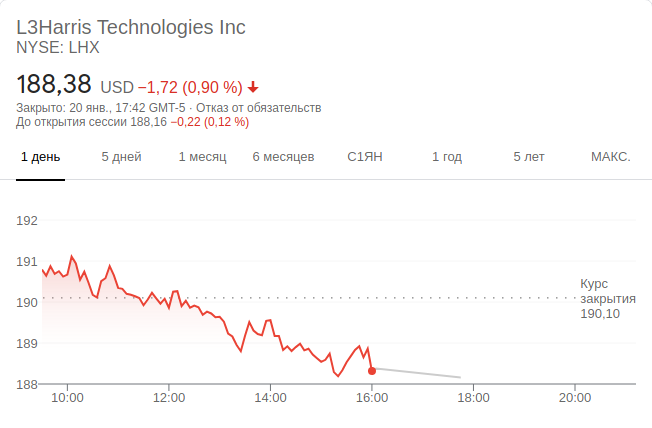 L3Harris Technologies Inc
NYSE: LHX
188,38 USD −1,72 (0,90 %)
Закрыто: 20 янв., 17:42 GMT-5 · Отказ от обязательств
До открытия сессии 188,16 −0,22 (0,12 %)
1 день 5 дней 1 месяц 6 месяцев С1ЯН 1 год 5 лет МАКС.
192
191
190
189
188
Курс
закрытия
190,10
10:00 12:00 14:00 16:00 18:00 20:00